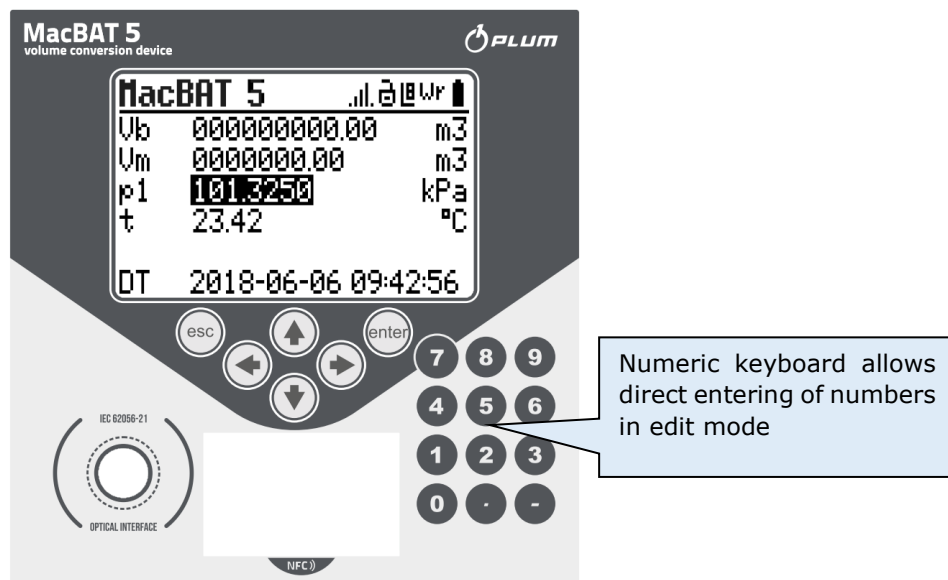 MacBAT 5
volume conversion device
PLUM
MacBAT 5 Wr
Vb 000000000.00 m3
Vm 0000000.00 m3
p1 101.3250 kPa
t 23.42 °C
DT 2018-06-06 09:42:56
esc
enter
7 8 9
4 5 6
1 2 3
0 · -
IEC 62056-21
OPTICAL INTERFACE
NFC
Numeric keyboard allows
direct entering of numbers
in edit mode